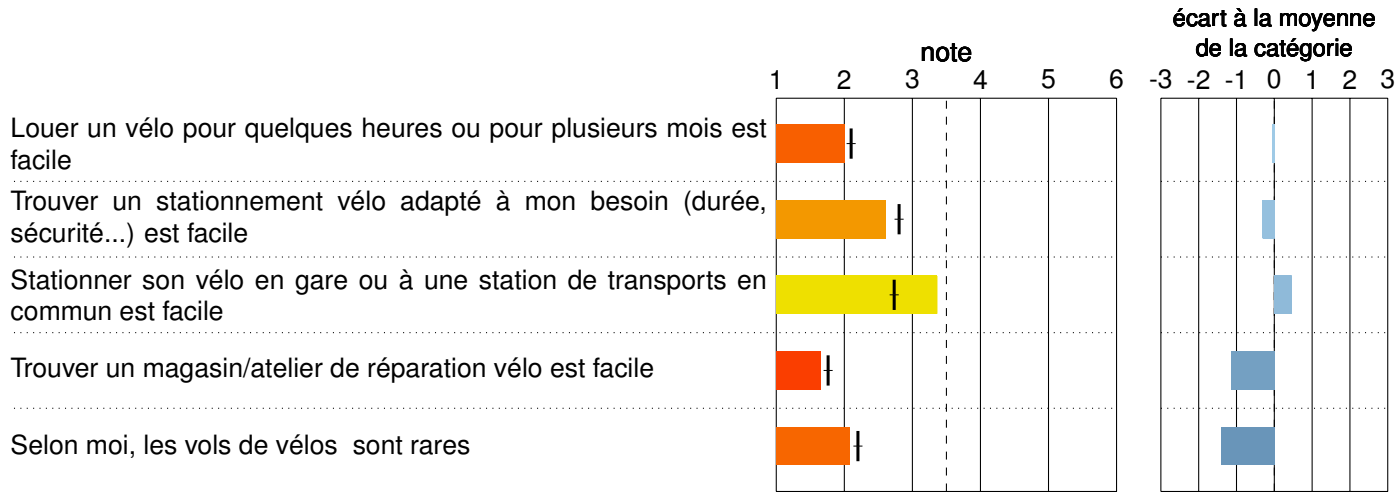 écart à la moyenne
note de la catégorie
1 2 3 4 5 6 -3 -2 -1 0 1 2 3
Louer un vélo pour quelques heures ou pour plusieurs mois est
facile
Trouver un stationnement vélo adapté à mon besoin (durée,
sécurité...) est facile
Stationner son vélo en gare ou à une station de transports en
commun est facile
Trouver un magasin/atelier de réparation vélo est facile
Selon moi, les vols de vélos sont rares